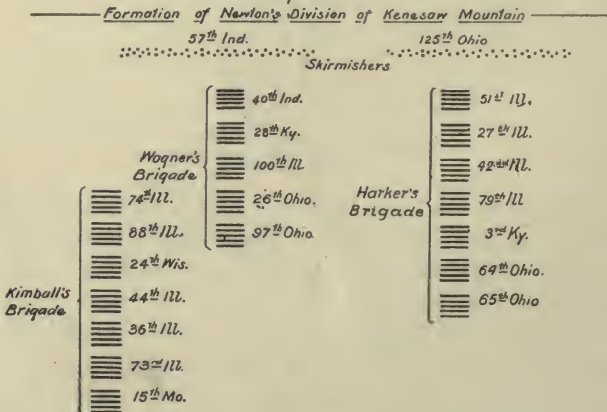 Formation of Newton's Division of Kenesaw Mountain
57th Ind.
125th Ohio
Skirmishers
Wagner's
Brigade
40th Ind.
28th Ky.
100th Ill.
26th Ohio.
97th Ohio.
Harker's
Brigade
51st Ill.
27th Ill.
42nd Ill.
79th Ill
3rd Ky.
64th Ohio.
65th Ohio
Kimball's
Brigade
74st Ill.
88th Ill.
24th Wis.
44th Ill.
36th Ill.
73rd Ill.
15th Mo.